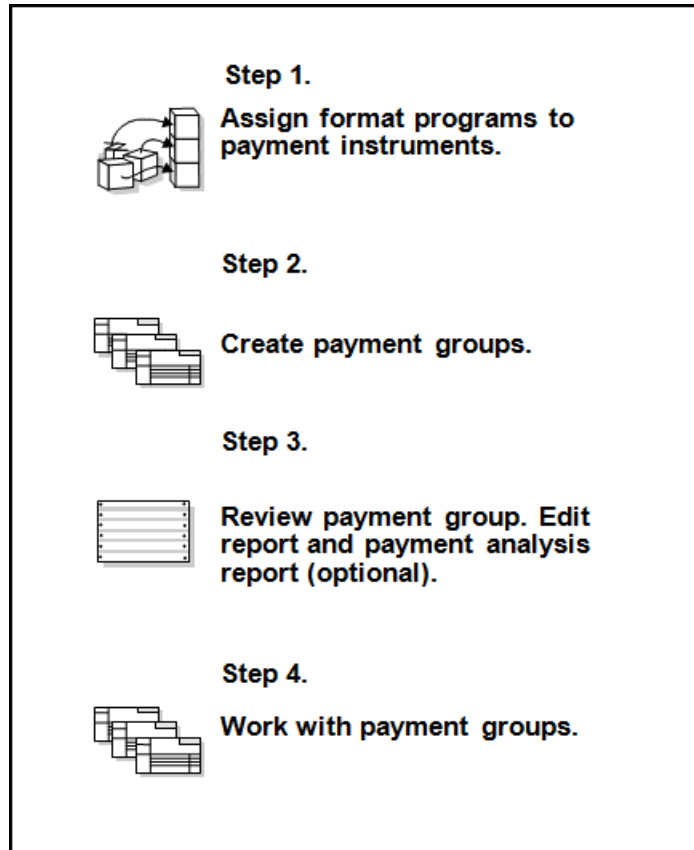 Step 1.
Assign format programs to
payment instruments.
Step 2.
Create payment groups.
Step 3.
Review payment group. Edit
report and payment analysis
report (optional).
Step 4.
Work with payment groups.